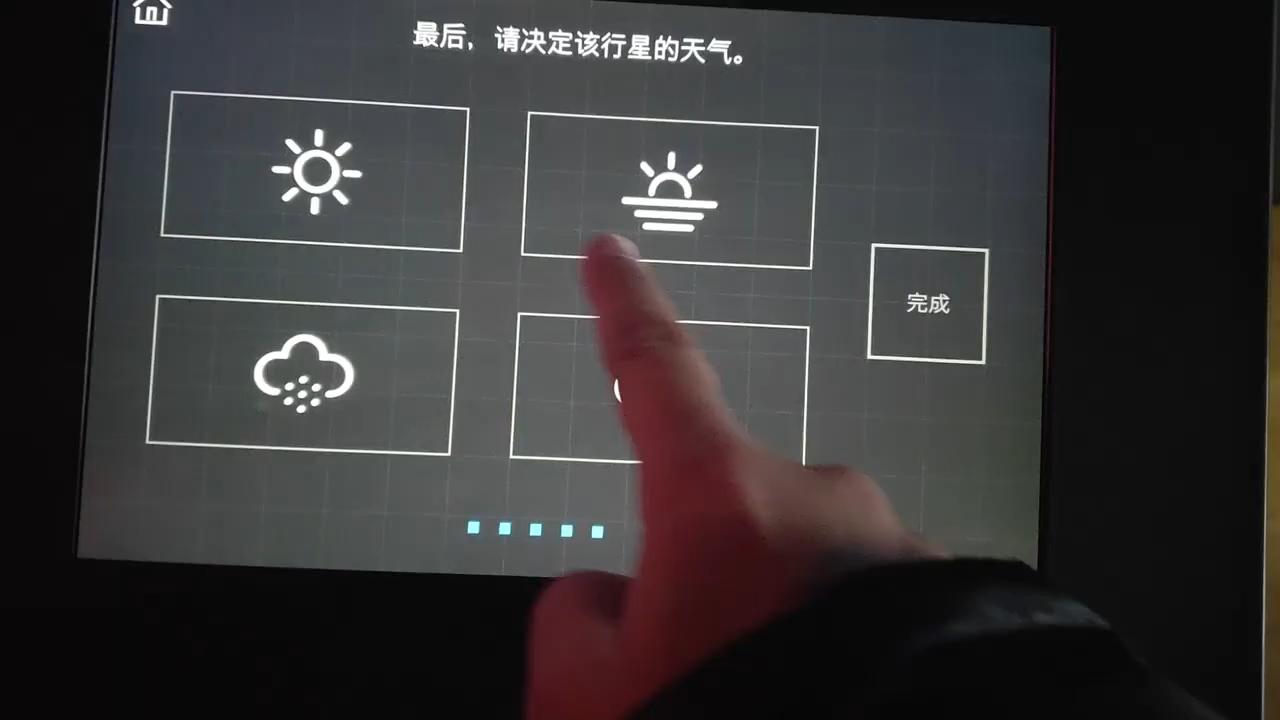 最后，请决定该行星的天气。
完成